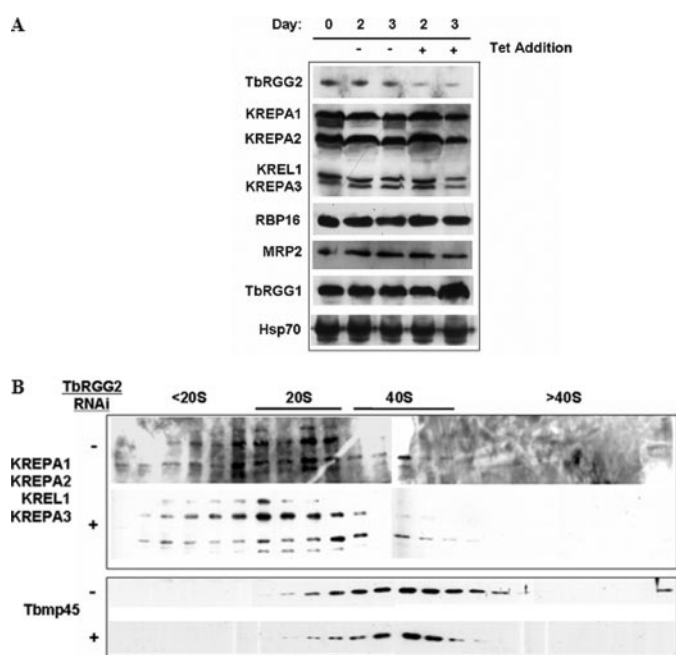 A
Day: 0 2 3 2 3
- - + + Tet Addition
TbRGG2
KREPA1
KREPA2
KREL1
KREPA3
RBP16
MRP2
TbRGG1
Hsp70
B
TbRGG2
RNAi
<20S 20S 40S >40S
-
KREPA1
KREPA2
KREL1
KREPA3
+
Tbmp45
-
+